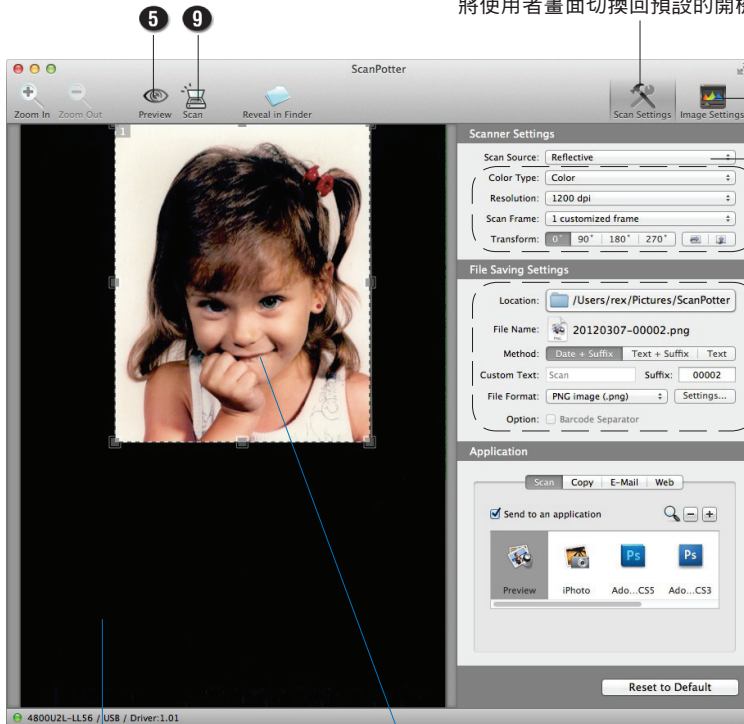 將使用者畫面切換回預設的開機
5 9
ScanPotter
Zoom In Zoom Out Preview Scan Reveal in Finder Scan Settings Image Settings
1
Scanner Settings
Scan Source: Reflective
Color Type: Color
Resolution: 1200 dpi
Scan Frame: 1 customized frame
Transform: 0° 90° 180° 270°
File Saving Settings
Location: /Users/rex/Pictures/ScanPotter
File Name: 20120307-00002.png
Method: Date + Suffix Text + Suffix Text
Custom Text: Scan Suffix: 00002
File Format: PNG image (.png) Settings...
Option: Barcode Separator
Application
Scan Copy E-Mail Web
Send to an application
Ps Ps
Preview iPhoto Ado...CS5 Ado...CS3
Reset to Default
4800U2L-LL56 / USB / Driver:1.01